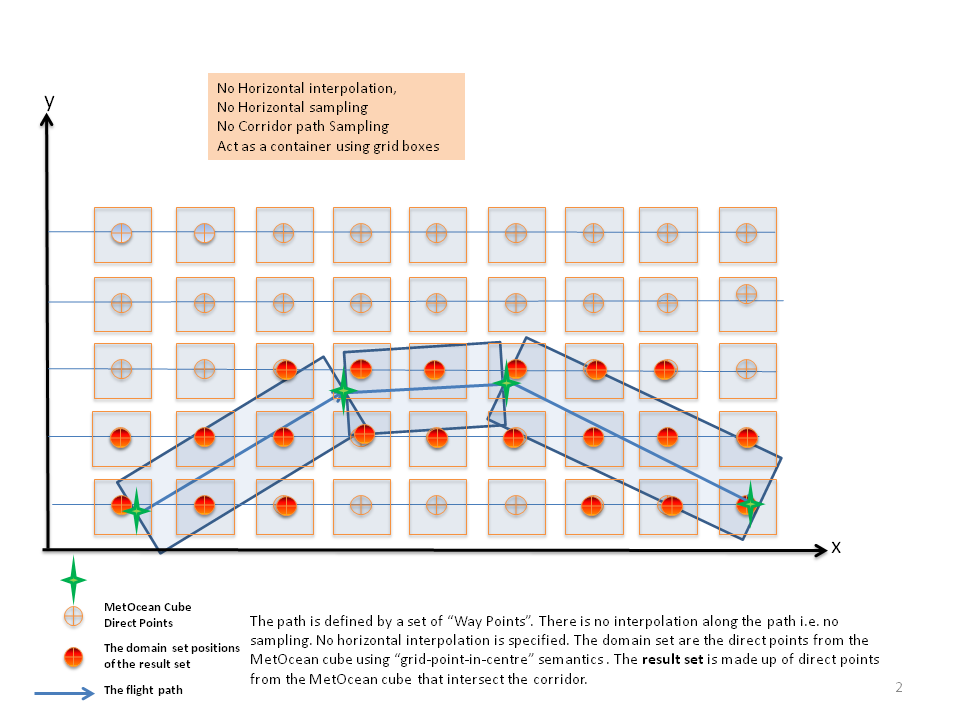 No Horizontal interpolation,
No Horizontal sampling
No Corridor path Sampling
Act as a container using grid boxes
y
x
MetOcean Cube
Direct Points
The domain set positions
of the result set
The flight path
The path is defined by a set of “Way Points”. There is no interpolation along the path i.e. no
sampling. No horizontal interpolation is specified. The domain set are the direct points from the
MetOcean cube using “grid-point-in-centre” semantics . The result set is made up of direct points
from the MetOcean cube that intersect the corridor.
2